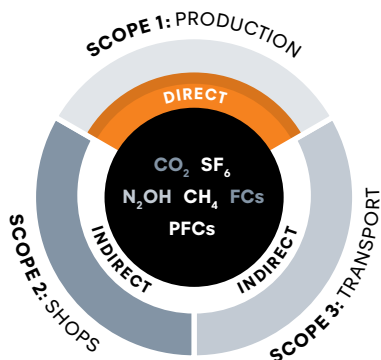 SCOPE 1: PRODUCTION
DIRECT
CO₂ SF₆
N₂OH CH₄ FCs
PFCs
INDIRECT
INDIRECT
SCOPE 2: SHOPS
SCOPE 3: TRANSPORT